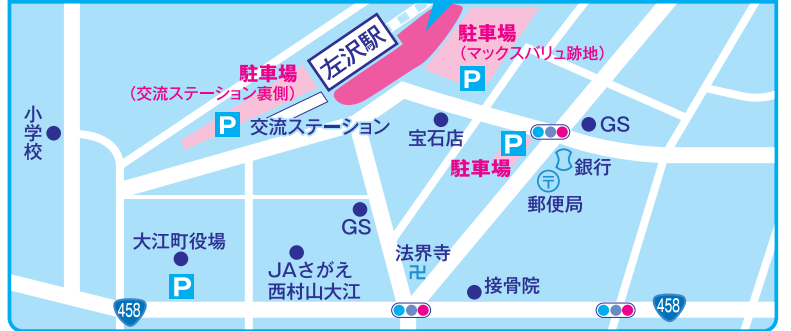 駐車場
（マックスバリュ跡地）
P
左沢駅
駐車場
（交流ステーション裏側）
P
交流ステーション
小学校
宝石店
P
駐車場
GS
銀行
〒
郵便局
大江町役場
P
GS
JAさがえ
西村山大江
法界寺
卍
接骨院
458
458